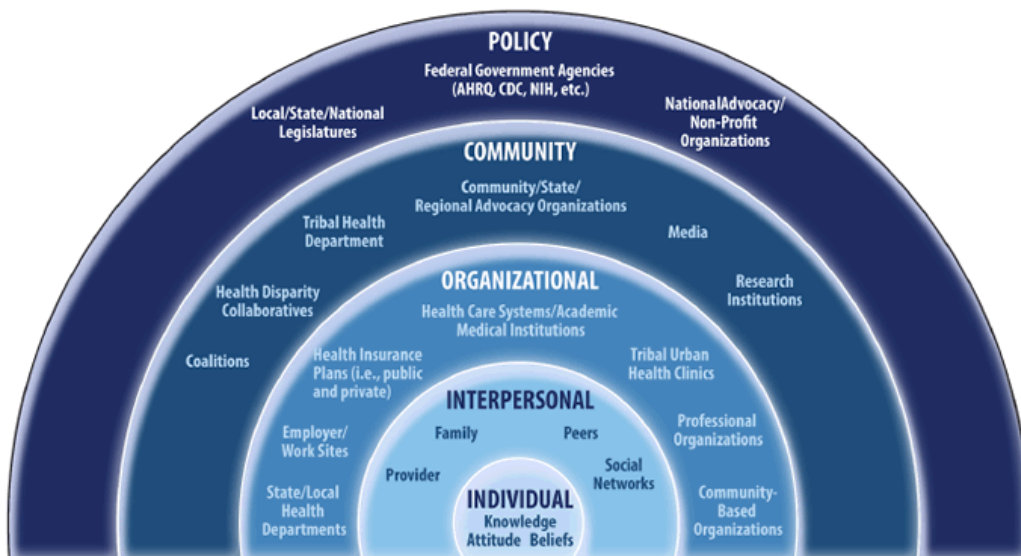 POLICY
Federal Government Agencies
(AHRQ, CDC, NIH, etc.)
Local/State/National
Legislatures
NationalAdvocacy/
Non-Profit
Organizations
COMMUNITY
Community/State/
Regional Advocacy Organizations
Tribal Health
Department
Media
Health Disparity
Collaboratives
Research
Institutions
Coalitions
ORGANIZATIONAL
Health Care Systems/Academic
Medical Institutions
Health Insurance
Plans (i.e., public
and private)
Tribal Urban
Health Clinics
Employer/
Work Sites
Professional
Organizations
State/Local
Health
Departments
Community-
Based
Organizations
INTERPERSONAL
Family
Peers
Provider
Social
Networks
INDIVIDUAL
Knowledge
Attitude Beliefs